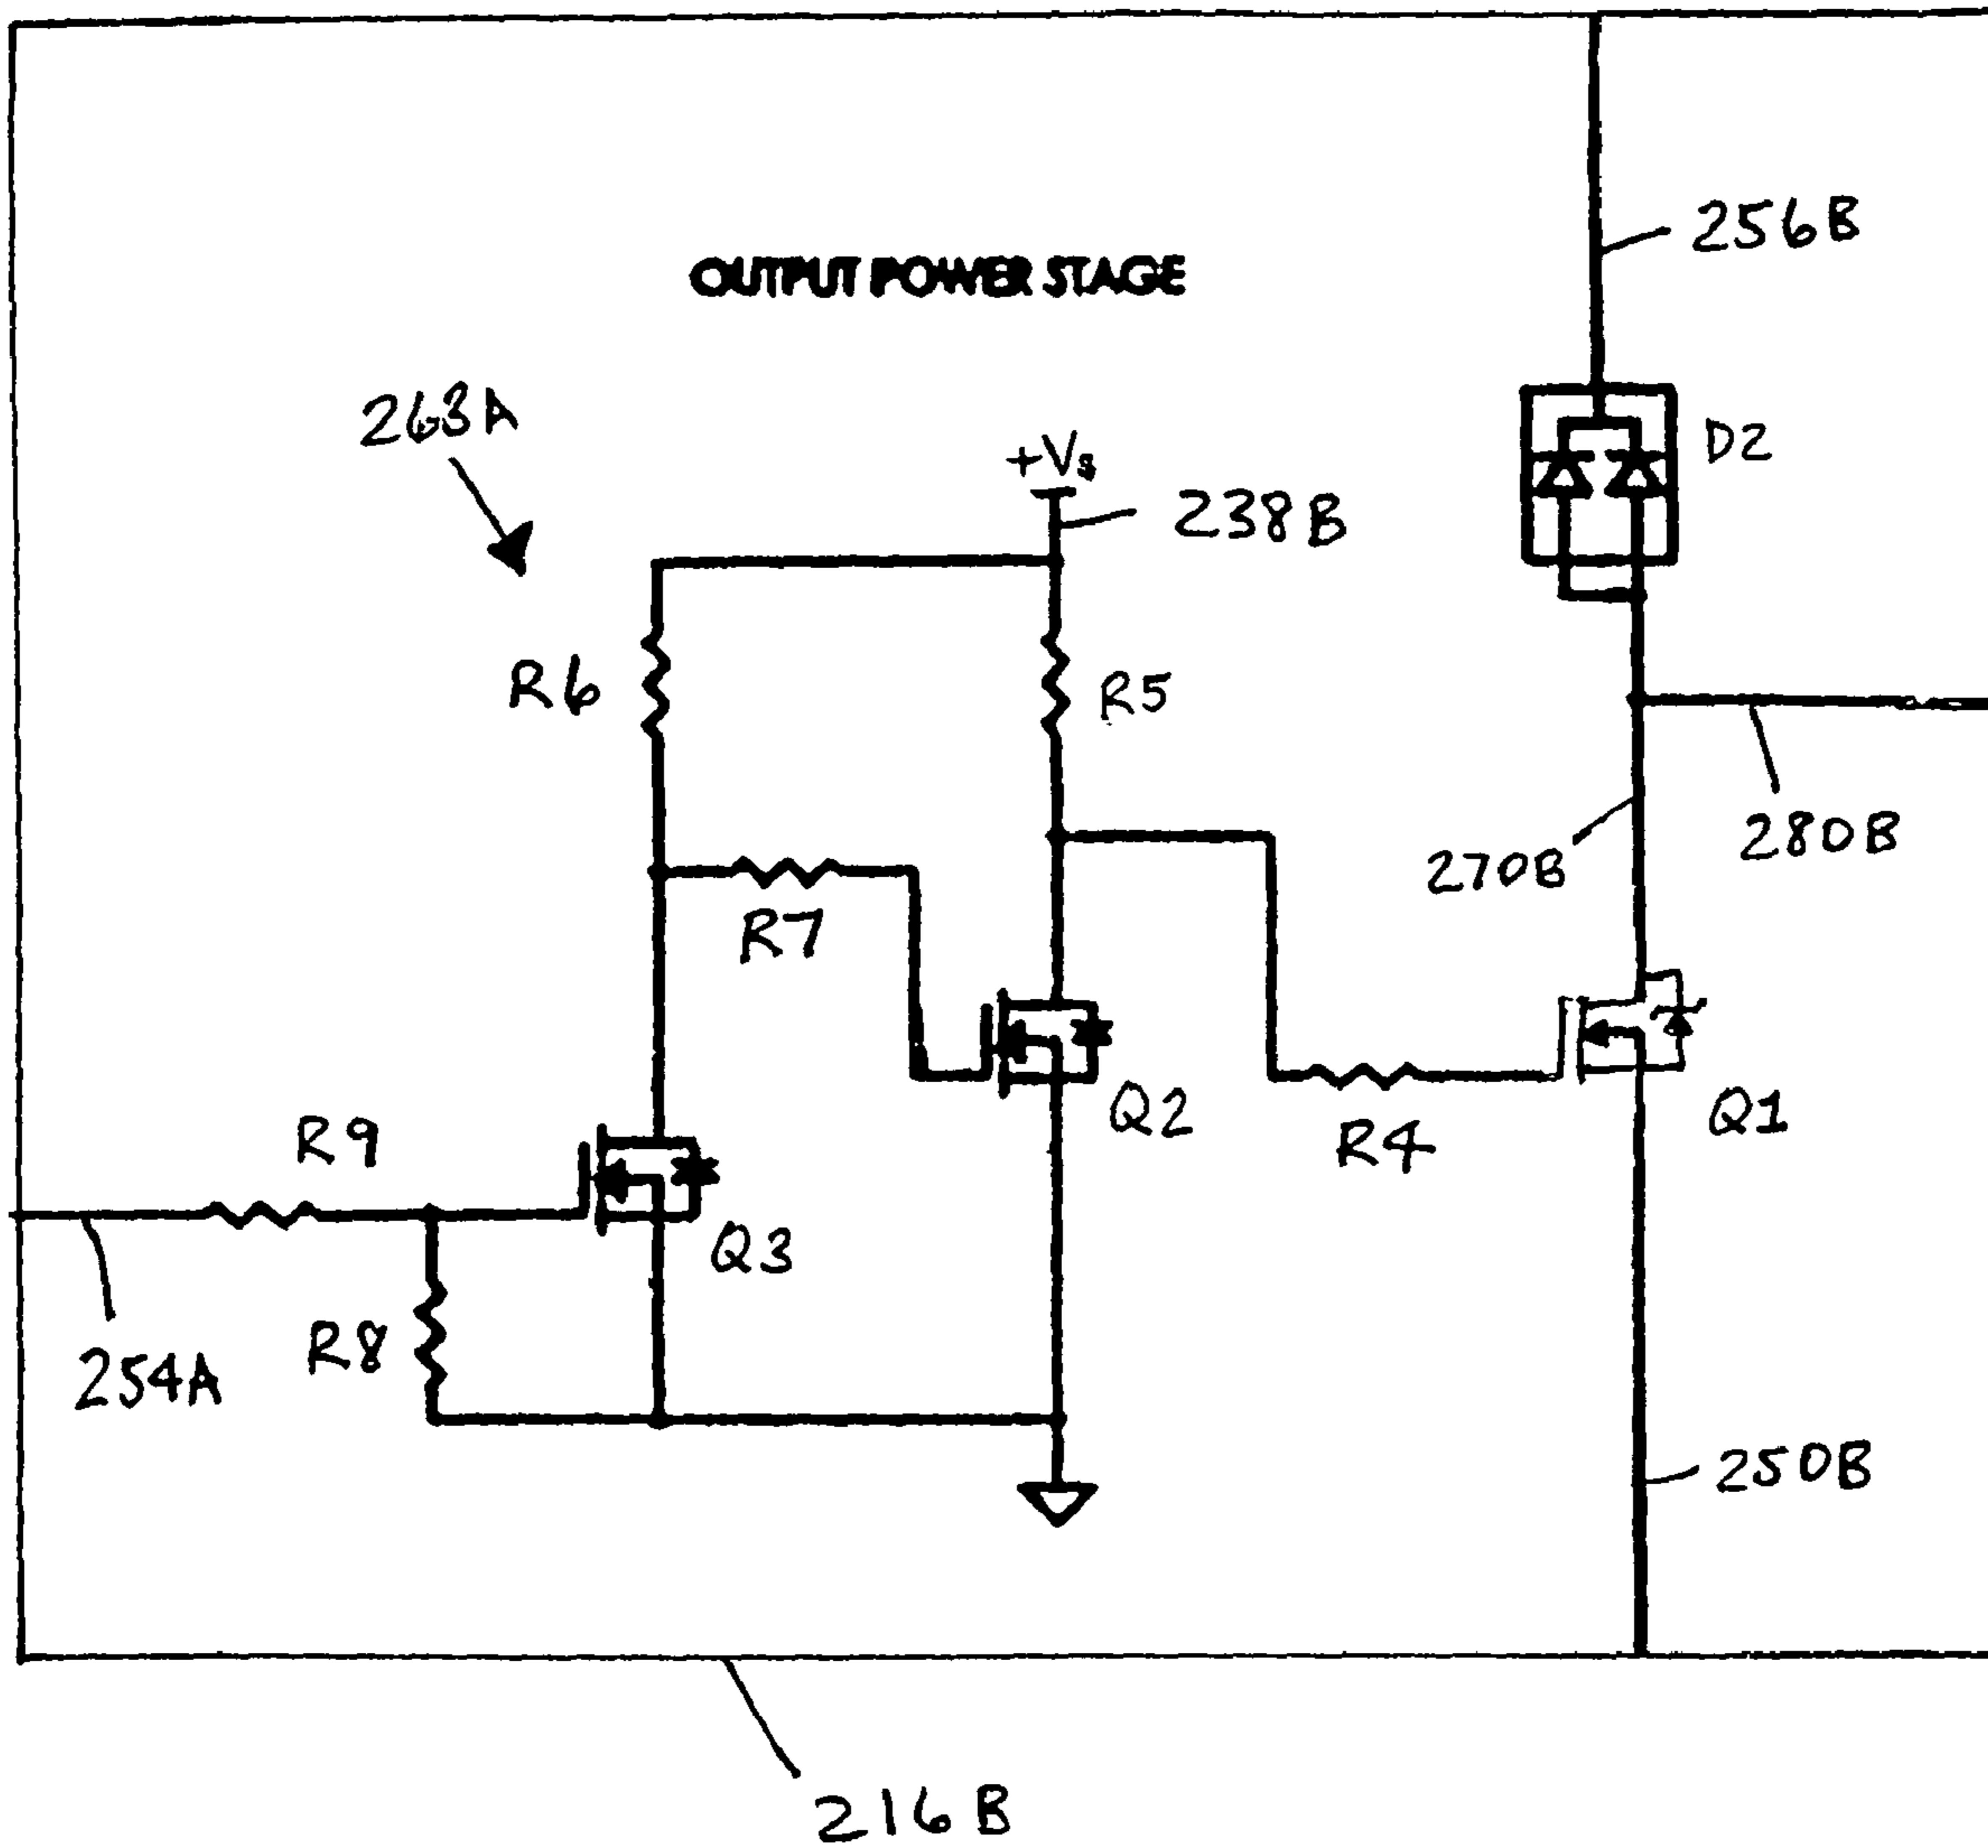 256B
OUTPUT POWER STAGE
263A
+Vs
D2
238B
R6
R5
280B
270B
R7
R9
Q2
Q1
R4
Q3
R8
254A
250B
216B